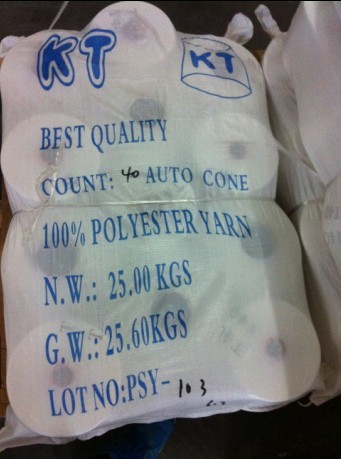 KT KT
BEST QUALITY
COUNT: 40 AUTO CONE
100% POLYESTER YARN
N.W.: 25.00 KGS
G.W.: 25.60KGS
LOT NO:PSY-103